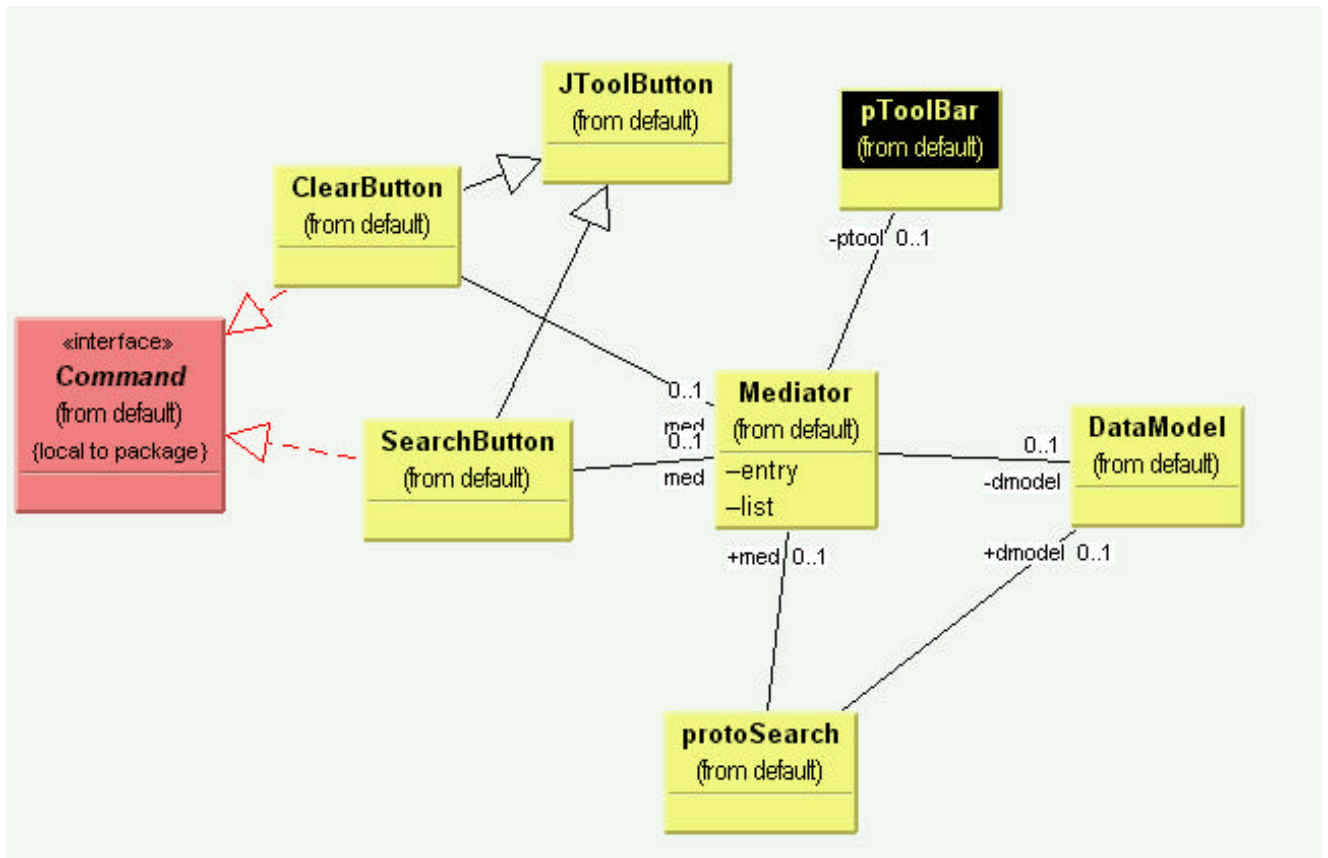 JToolButton
(from default)
pToolBar
(from default)
ClearButton
(from default)
-ptool 0..1
«interface»
Command
(from default)
{local to package}
0..1
med
Mediator
(from default)
–entry
–list
SearchButton
(from default)
0..1
med
0..1
-dmodel
DataModel
(from default)
+med 0..1
+dmodel 0..1
protoSearch
(from default)